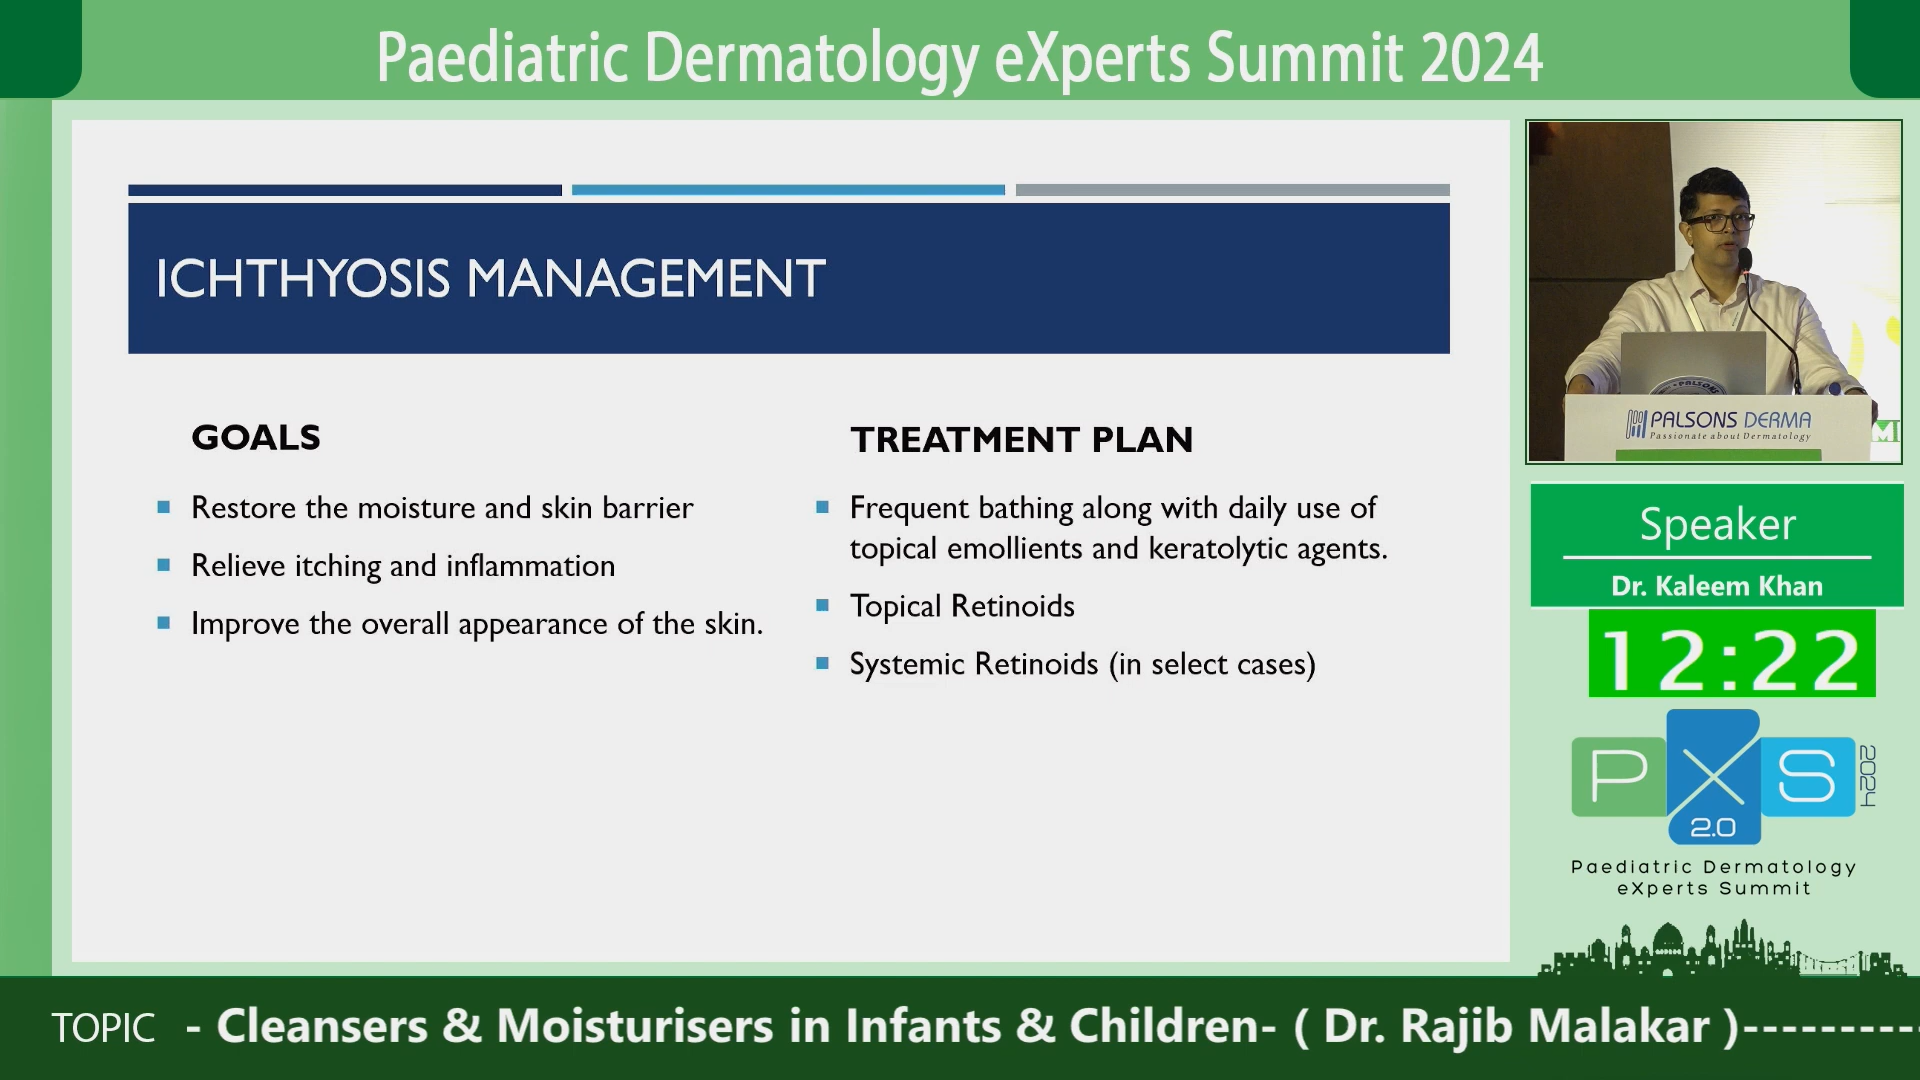 Paediatric Dermatology eXperts Summit 2024
ICHTHYOSIS MANAGEMENT
GOALS
Restore the moisture and skin barrier
Relieve itching and inflammation
Improve the overall appearance of the skin.
TREATMENT PLAN
Frequent bathing along with daily use of
topical emollients and keratolytic agents.
Topical Retinoids
Systemic Retinoids (in select cases)
PALSONS
PALSONS DERMA
Passionate about Dermatology
Speaker
Dr. Kaleem Khan
12:22
PXS
2.0
2024
Paediatric Dermatology
eXperts Summit
TOPIC - Cleansers & Moisturisers in Infants & Children- ( Dr. Rajib Malakar )----------